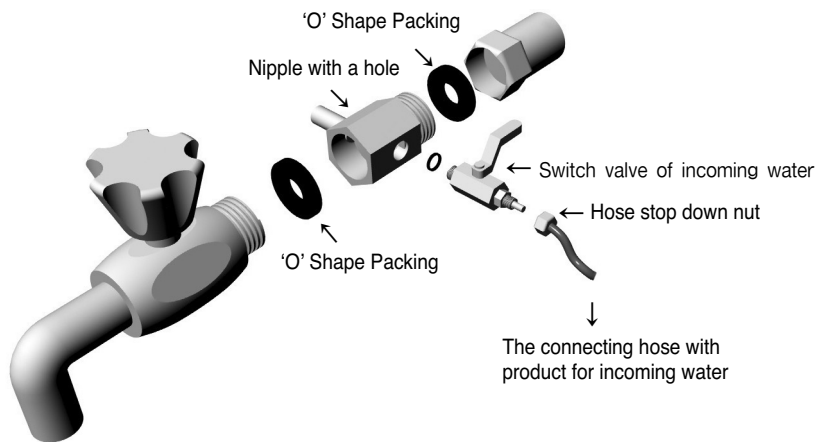 ‘O’ Shape Packing
Nipple with a hole
Switch valve of incoming water
Hose stop down nut
‘O’ Shape Packing
The connecting hose with
product for incoming water